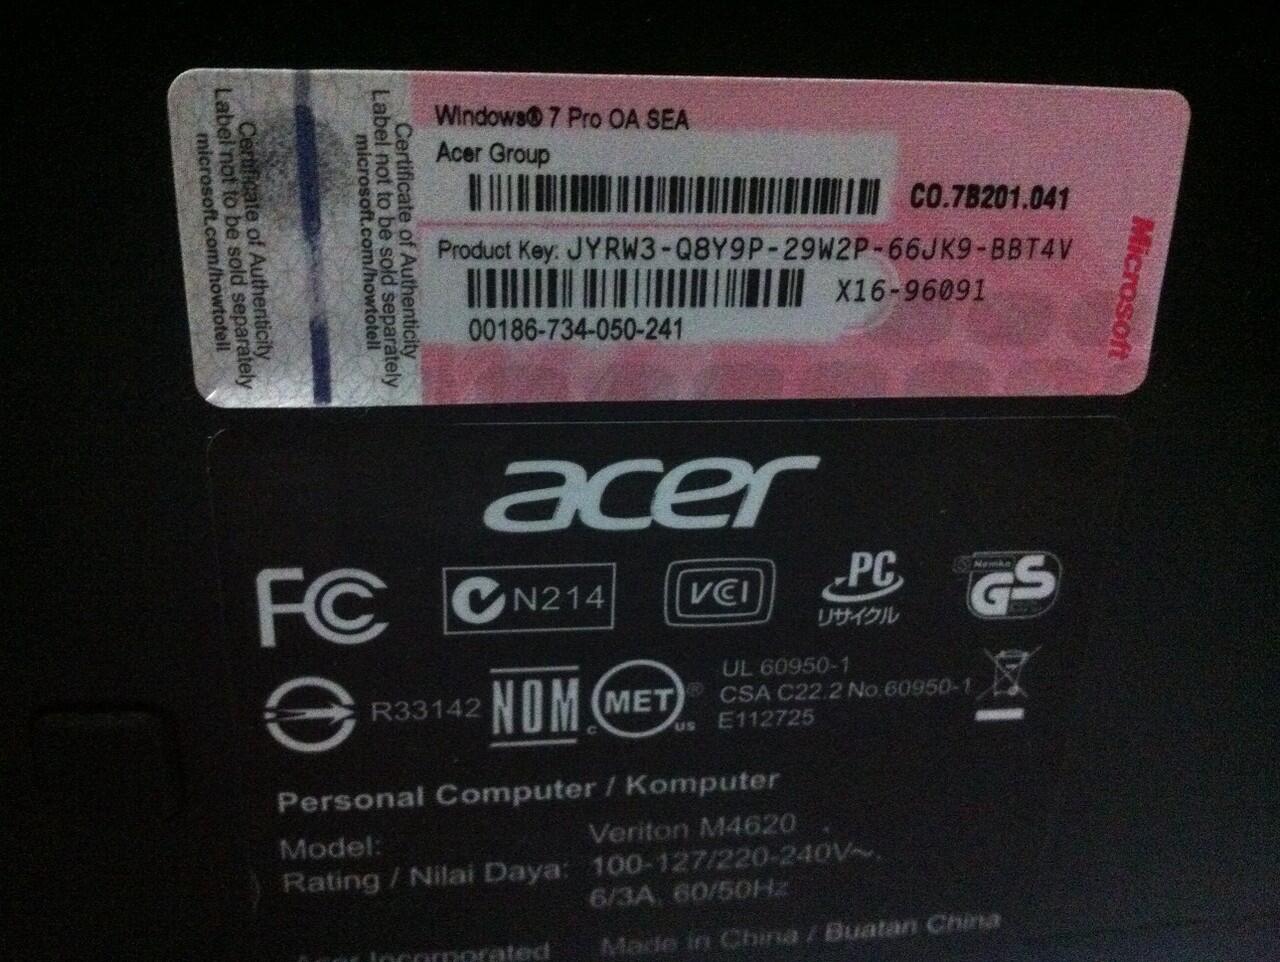 Certificate of Authenticity
Label not to be sold separately
microsoft.com/howtotell
Certificate of Authenticity
Label not to be sold separately
microsoft.com/howtotell
Windows® 7 Pro OA SEA
Acer Group
CO.7B201.041
Product Key: JYRW3-Q8Y9P-29W2P-66JK9-BBT4V
X16-96091
00186-734-050-241
Microsoft
acer
FC
N214
VCI
PC
リサイクル
Nemko
GS
R33142
NOM
c MET us ®
UL 60950-1
CSA C22.2 No.60950-1
E112725
Personal Computer / Komputer
Model: Veriton M4620
Rating / Nilai Daya: 100-127/220-240V~,
6/3A, 60/50Hz
Acer Incorporated Made in China / Buatan China